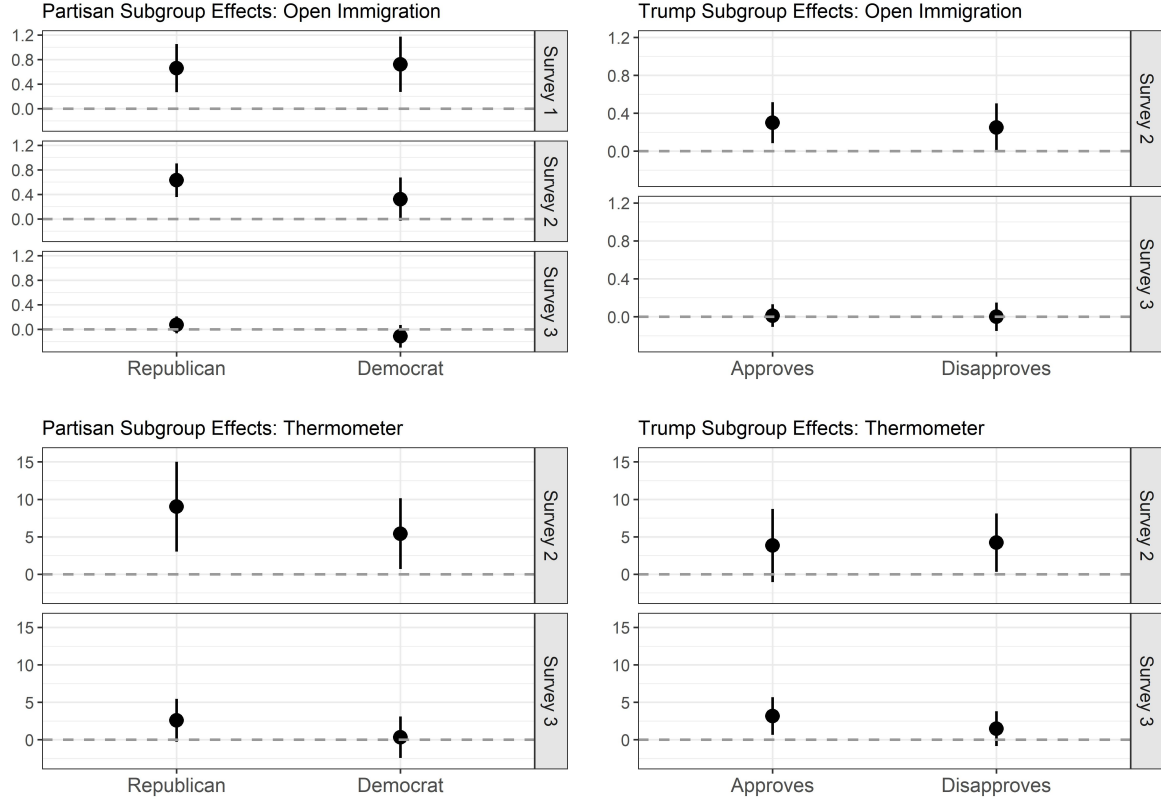 Partisan Subgroup Effects: Open Immigration
1.2
0.8
0.4
0.0
Survey 1
1.2
0.8
0.4
0.0
Survey 2
1.2
0.8
0.4
0.0
Survey 3
Republican Democrat
Trump Subgroup Effects: Open Immigration
1.2
0.8
0.4
0.0
Survey 2
1.2
0.8
0.4
0.0
Survey 3
Approves Disapproves
Partisan Subgroup Effects: Thermometer
15
10
5
0
Survey 2
15
10
5
0
Survey 3
Republican Democrat
Trump Subgroup Effects: Thermometer
15
10
5
0
Survey 2
15
10
5
0
Survey 3
Approves Disapproves